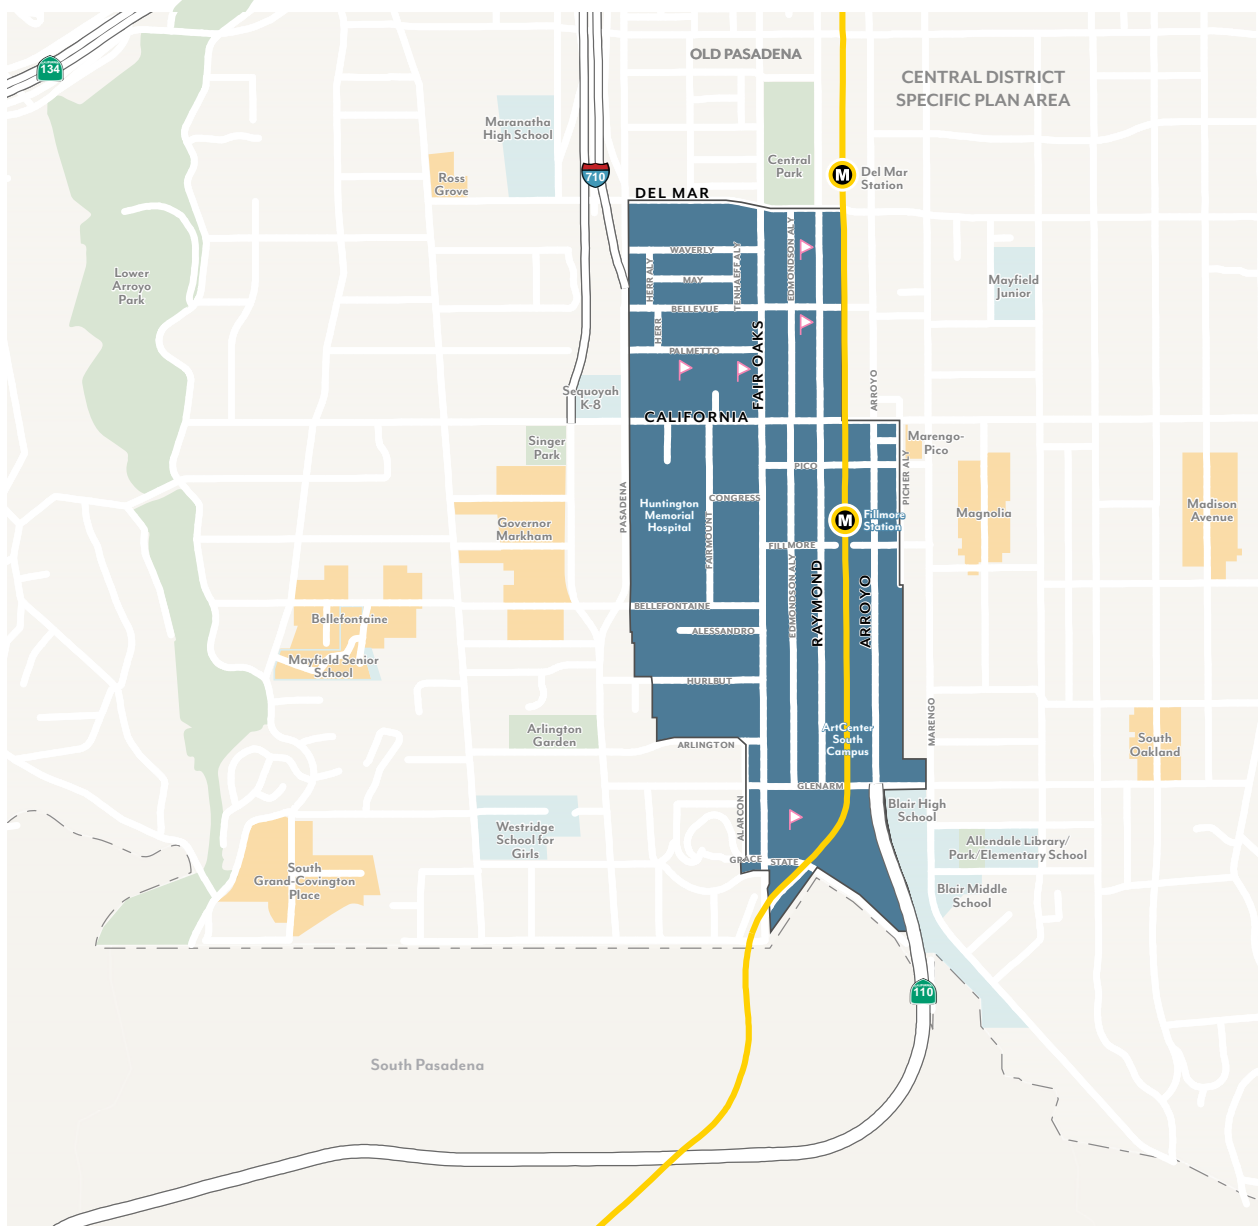 OLD PASADENA
CENTRAL DISTRICT
SPECIFIC PLAN AREA
134
Maranatha
High School
Central
Park
M
Del Mar
Station
710
Ross
Grove
DEL MAR
WAVERLY
EDMONDSON ALY
TENHAEFF ALY
HERR ALY
MAY
Lower
Arroyo
Park
Mayfield
Junior
BELLEVUE
HERR
FAIR OAKS
PALMETTO
ARROYO
Sequoyah
K-8
CALIFORNIA
Singer
Park
Marengo-
Pico
PICO
PICHER ALY
PASADENA
CONGRESS
Huntington
Memorial
Hospital
FAIRMOUNT
M
Fillmore
Station
Magnolia
Madison
Avenue
Governor
Markham
FILLMORE
EDMONDSON ALY
RAYMOND
ARROYO
BELLEFONTAINE
Bellefontaine
ALESSANDRO
Mayfield Senior
School
HURLBUT
MARENGO
Arlington
Garden
ARLINGTON
ArtCenter
South
Campus
South
Oakland
GLENARM
ALARCON
Blair High
School
Westridge
School for
Girls
Allendale Library/
Park/Elementary School
GRACE
STATE
South
Grand-Covington
Place
Blair Middle
School
110
South Pasadena